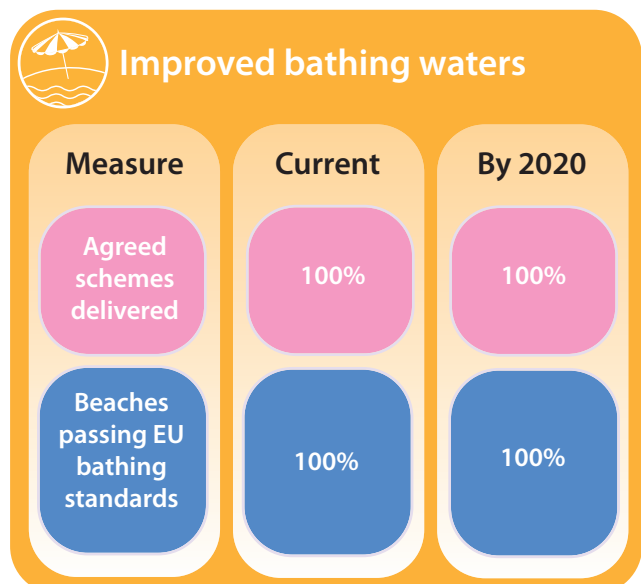 Improved bathing waters
Measure Current By 2020
Agreed
schemes
delivered
100% 100%
Beaches
passing EU
bathing
standards
100% 100%